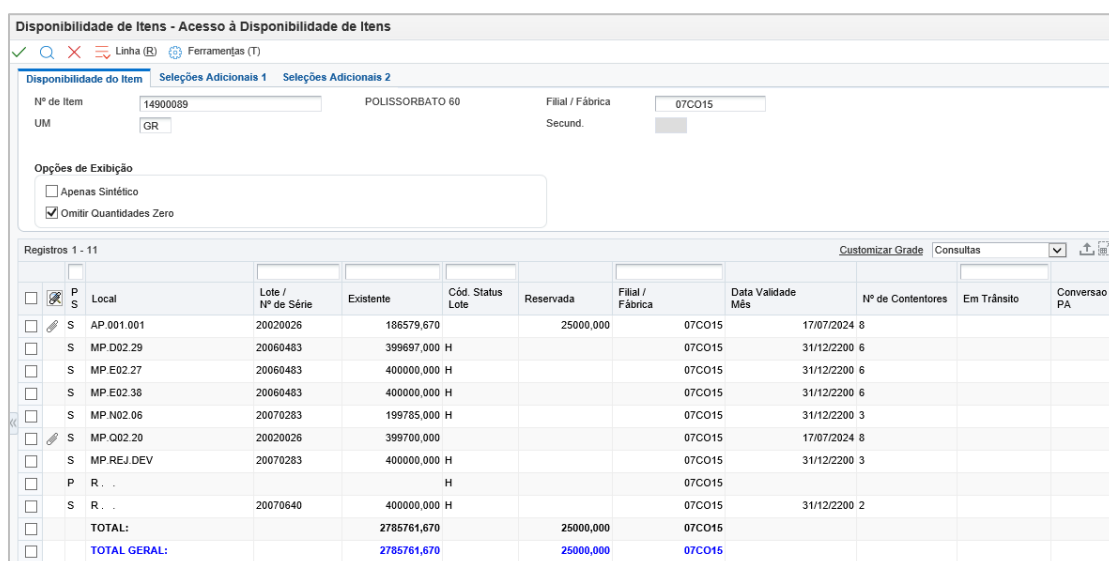 Disponibilidade de Itens - Acesso à Disponibilidade de Itens
Linha (R) Ferramentas (T)
Disponibilidade do Item Seleções Adicionais 1 Seleções Adicionais 2
Nº de Item 14900089 POLISSORBATO 60 Filial / Fábrica 07CO15
UM GR Secund.
Opções de Exibição
Apenas Sintético
Omitir Quantidades Zero
Registros 1 - 11 Customizar Grade Consultas
P S Local Lote / Nº de Série Existente Cód. Status Lote Reservada Filial / Fábrica Data Validade Mês Nº de Contentores Em Trânsito Conversao PA
S AP.001.001 20020026 186579,670 25000,000 07CO15 17/07/2024 8
S MP.D02.29 20060483 399697,000 H 07CO15 31/12/2200 6
S MP.E02.27 20060483 400000,000 H 07CO15 31/12/2200 6
S MP.E02.38 20060483 400000,000 H 07CO15 31/12/2200 6
S MP.N02.06 20070283 199785,000 H 07CO15 31/12/2200 3
S MP.Q02.20 20020026 399700,000 07CO15 17/07/2024 8
S MP.REJ.DEV 20070283 400000,000 H 07CO15 31/12/2200 3
P R. . H 07CO15
S R. . 20070640 400000,000 H 07CO15 31/12/2200 2
TOTAL: 2785761,670 25000,000 07CO15
TOTAL GERAL: 2785761,670 25000,000 07CO15